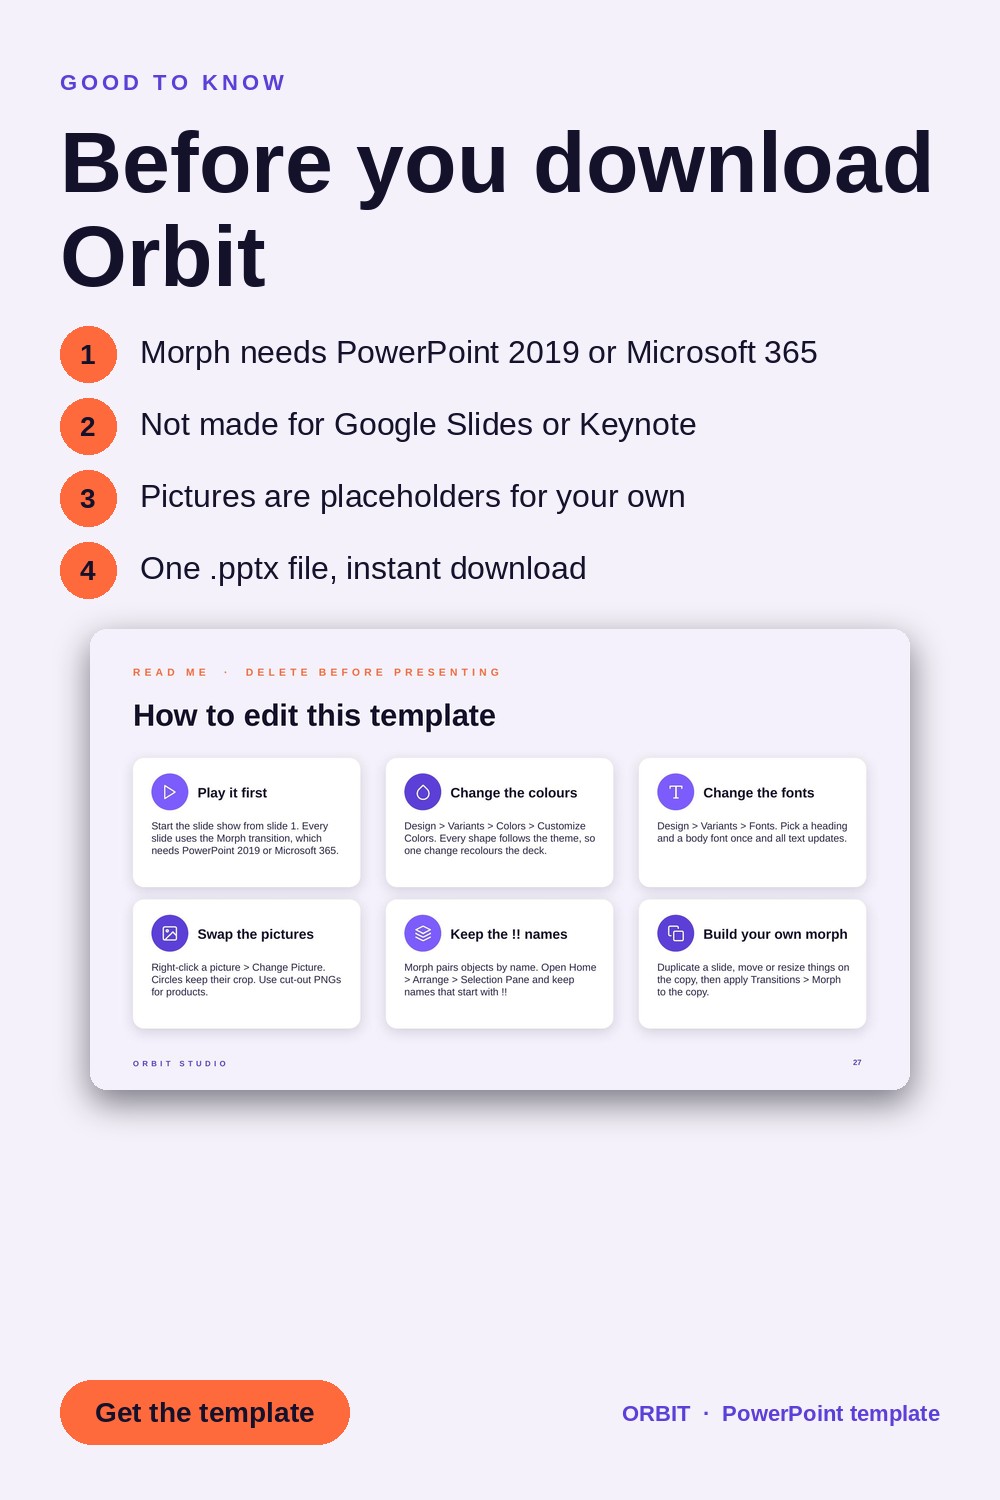 GOOD TO KNOW
Before you download
Orbit
1 Morph needs PowerPoint 2019 or Microsoft 365
2 Not made for Google Slides or Keynote
3 Pictures are placeholders for your own
4 One .pptx file, instant download
READ ME · DELETE BEFORE PRESENTING
How to edit this template
Play it first
Start the slide show from slide 1. Every
slide uses the Morph transition, which
needs PowerPoint 2019 or Microsoft 365.
Change the colours
Design > Variants > Colors > Customize
Colors. Every shape follows the theme, so
one change recolours the deck.
Change the fonts
Design > Variants > Fonts. Pick a heading
and a body font once and all text updates.
Swap the pictures
Right-click a picture > Change Picture.
Circles keep their crop. Use cut-out PNGs
for products.
Keep the !! names
Morph pairs objects by name. Open Home
> Arrange > Selection Pane and keep
names that start with !!
Build your own morph
Duplicate a slide, move or resize things on
the copy, then apply Transitions > Morph
to the copy.
ORBIT STUDIO
27
Get the template
ORBIT · PowerPoint template